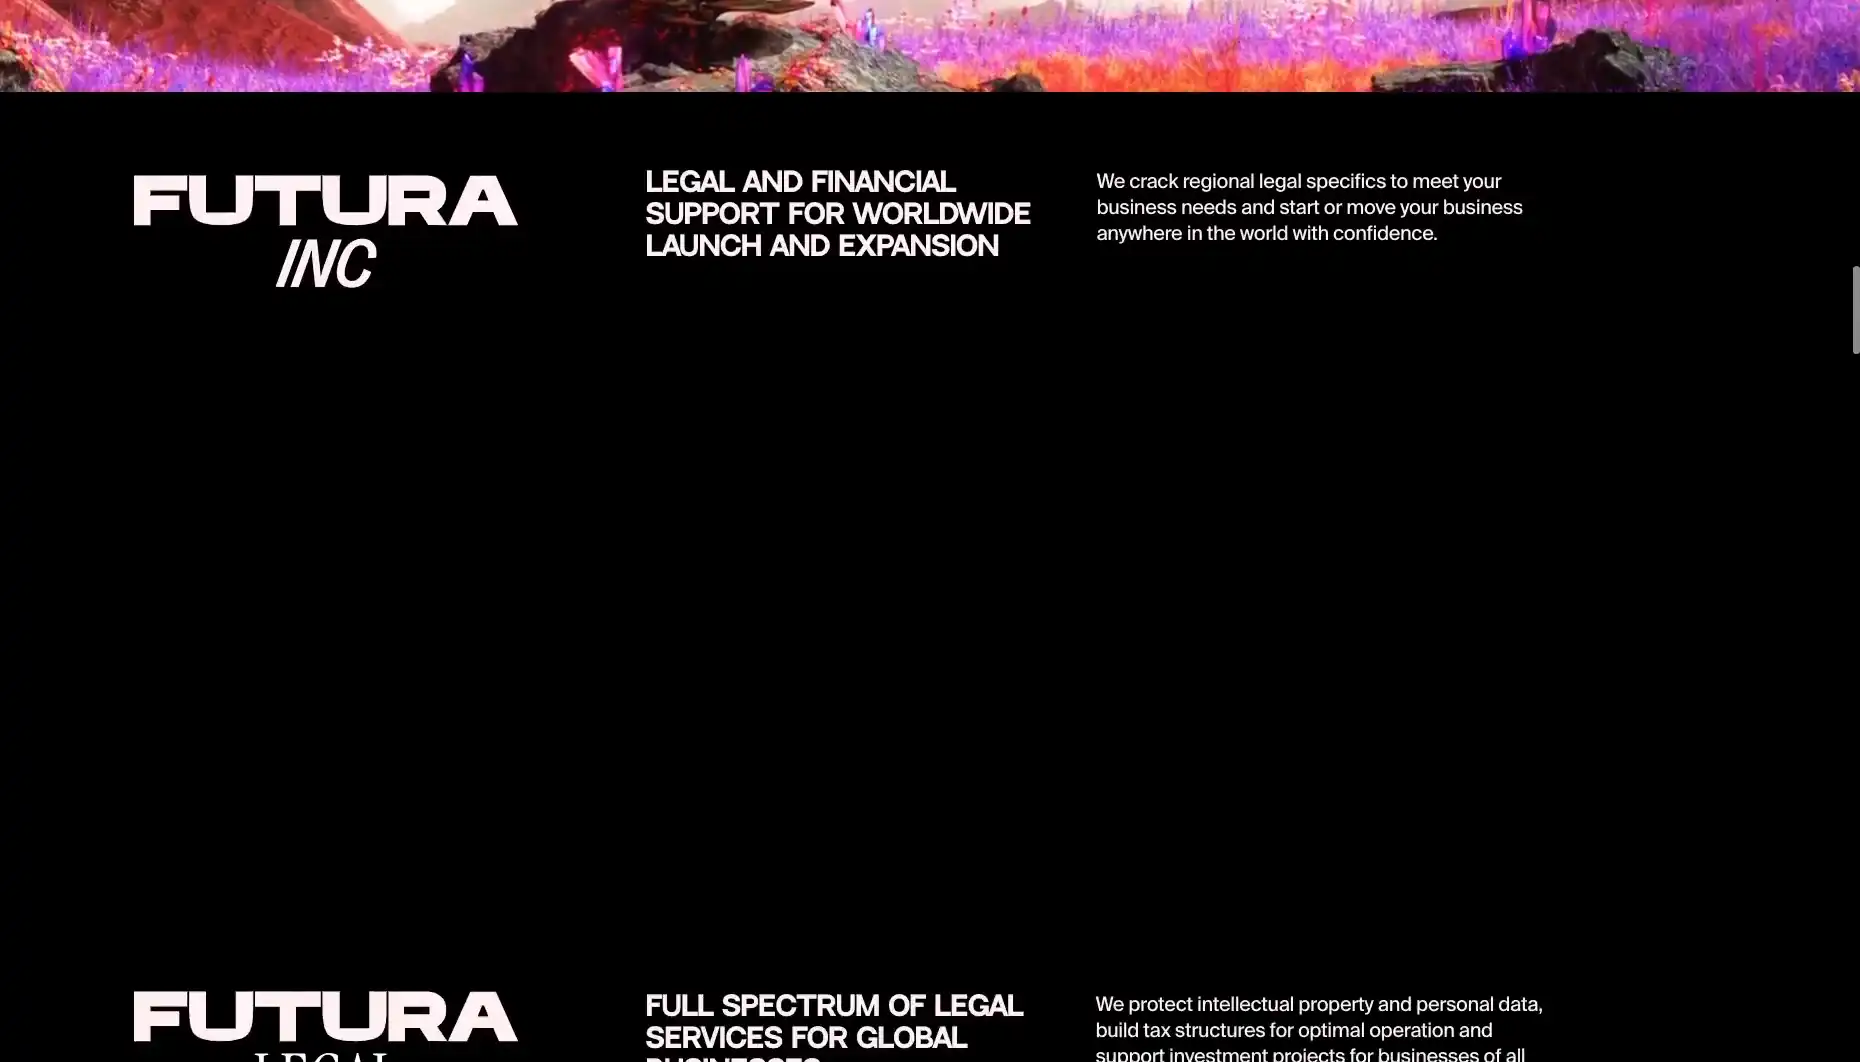 FUTURA
INC
LEGAL AND FINANCIAL
SUPPORT FOR WORLDWIDE
LAUNCH AND EXPANSION
We crack regional legal specifics to meet your
business needs and start or move your business
anywhere in the world with confidence.
FUTURA
LEGAL
FULL SPECTRUM OF LEGAL
SERVICES FOR GLOBAL
BUSINESSES
We protect intellectual property and personal data,
build tax structures for optimal operation and
support investment projects for businesses of all